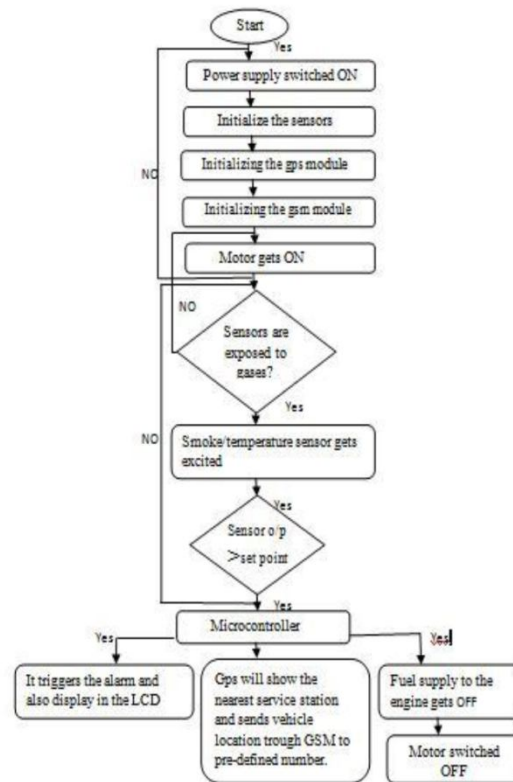 Start
Yes
Power supply switched ON
Initialize the sensors
Initializing the gps module
NO
Initializing the gsm module
Motor gets ON
NO
Sensors are
exposed to
gases?
Yes
NO
Smoke/temperature sensor gets
excited
Yes
Sensor o/p
>set point
Yes
Microcontroller
Yes
Yes
It triggers the alarm and
also display in the LCD
Gps will show the
nearest service station
and sends vehicle
location trough GSM to
pre-defined number.
Fuel supply to the
engine gets OFF
Motor switched
OFF